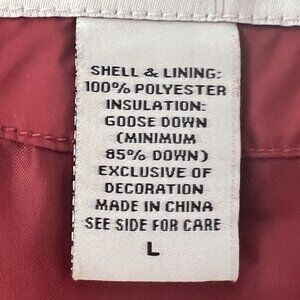 SHELL & LINING:
100% POLYESTER
INSULATION:
GOOSE DOWN
(MINIMUM
85% DOWN)
EXCLUSIVE OF
DECORATION
MADE IN CHINA
SEE SIDE FOR CARE
L